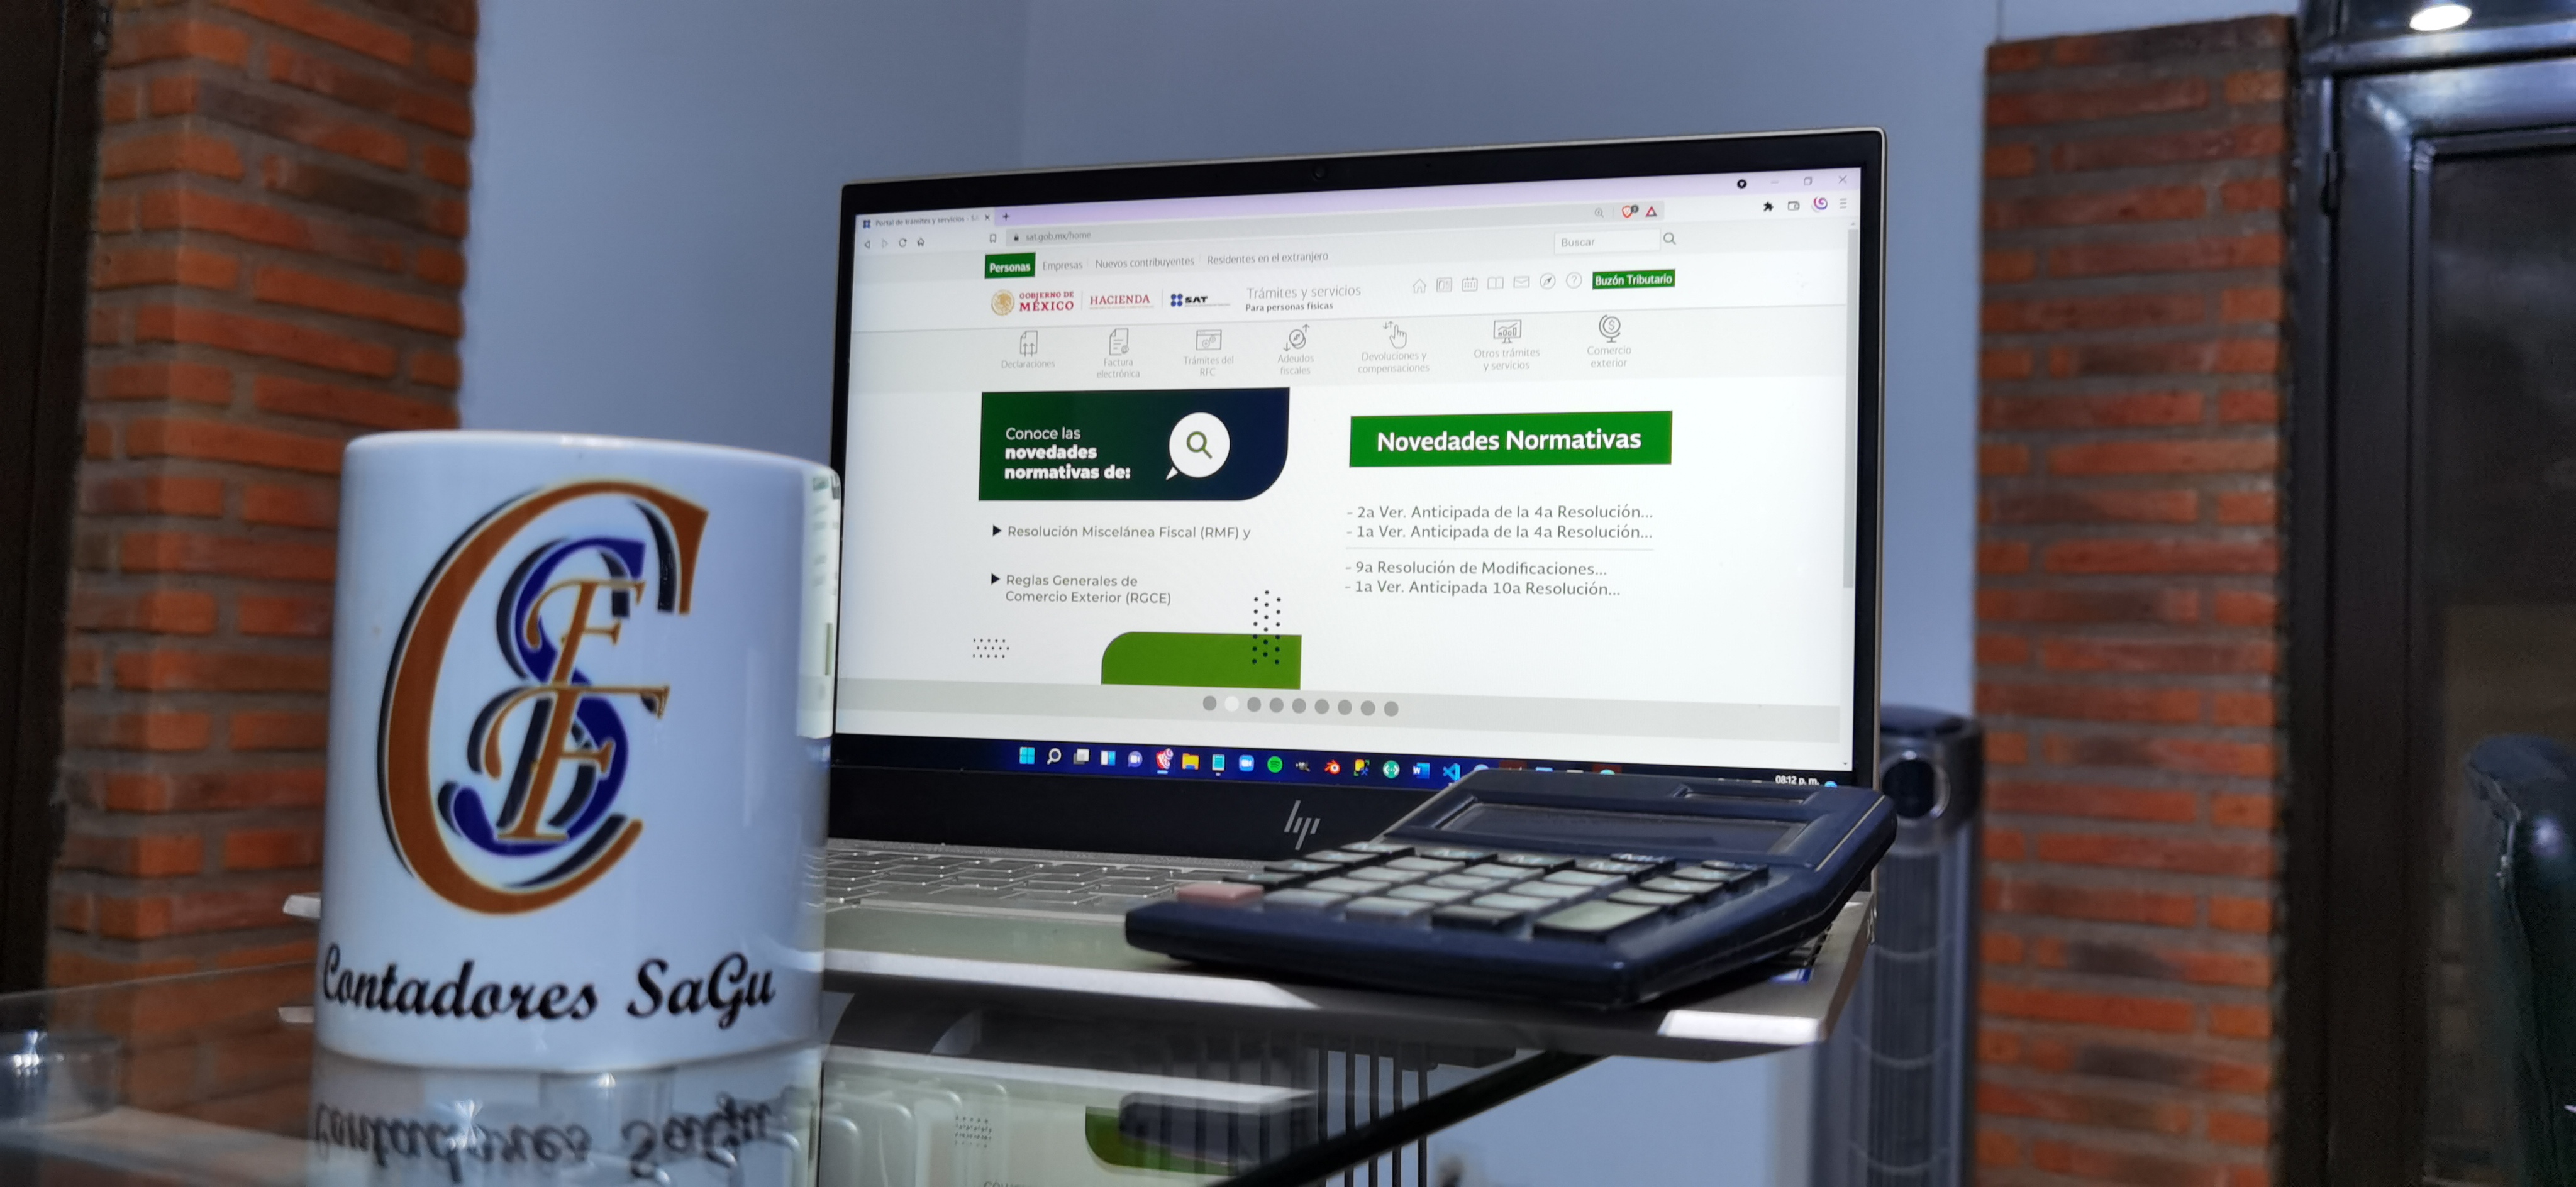 Portal de trámites y servicios - SA
sat.gob.mx/home
Buscar
Personas Empresas Nuevos contribuyentes Residentes en el extranjero
GOBIERNO DE
MÉXICO
HACIENDA
SAT
Trámites y servicios
Para personas físicas
Buzón Tributario
Declaraciones
Factura
electrónica
Trámites del
RFC
Adeudos
fiscales
Devoluciones y
compensaciones
Otros trámites
y servicios
Comercio
exterior
Conoce las
novedades
normativas de:
Resolución Miscelánea Fiscal (RMF) y
Reglas Generales de
Comercio Exterior (RGCE)
Novedades Normativas
- 2a Ver. Anticipada de la 4a Resolución...
- 1a Ver. Anticipada de la 4a Resolución...
- 9a Resolución de Modificaciones...
- 1a Ver. Anticipada 10a Resolución...
08:12 p. m.
hp
CSFF
Contadores SaGu